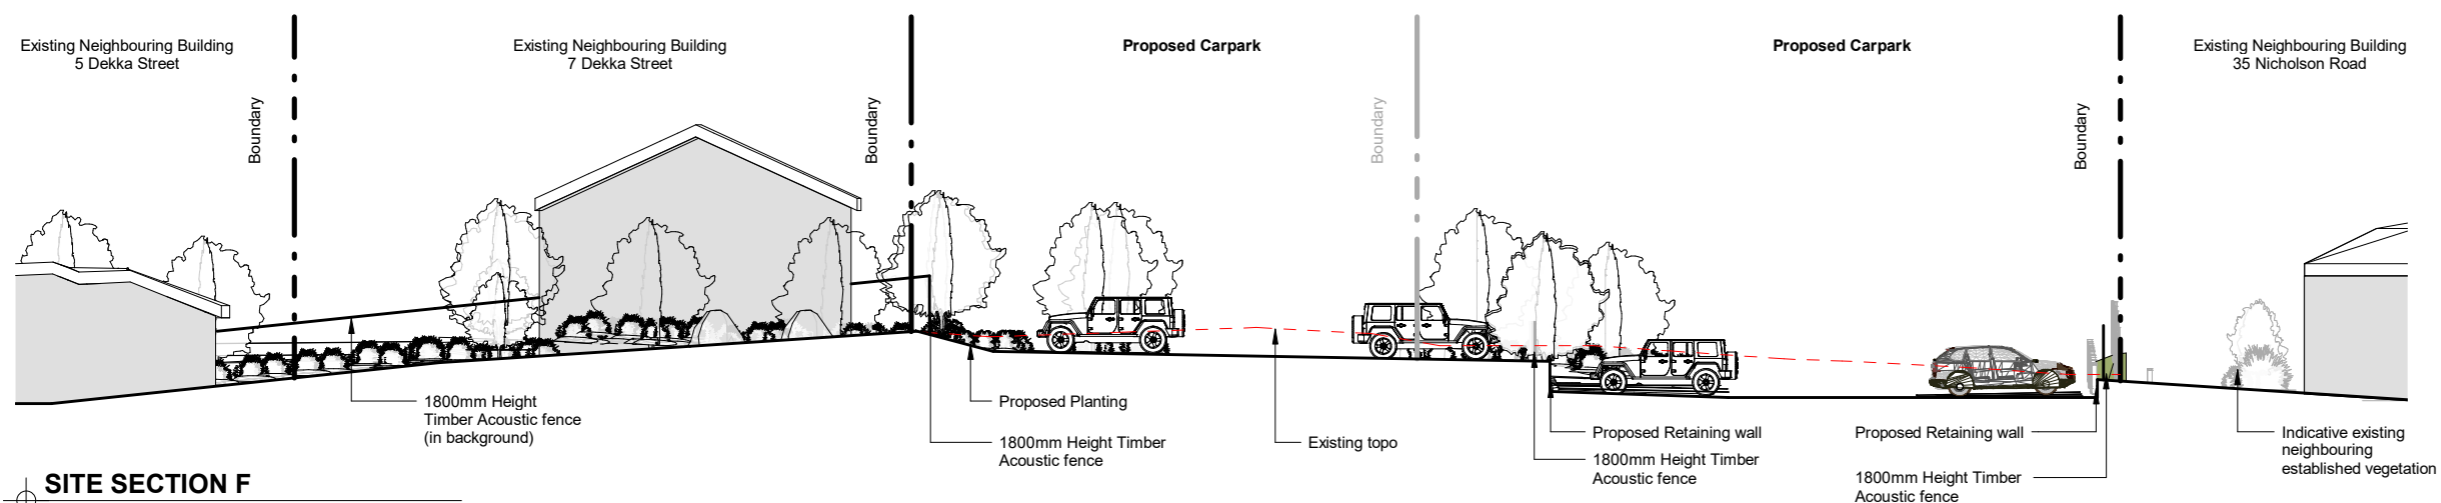 Existing Neighbouring Building
5 Dekka Street
Boundary
Existing Neighbouring Building
7 Dekka Street
Boundary
Proposed Carpark
Boundary
Proposed Carpark
Boundary
Existing Neighbouring Building
35 Nicholson Road
1800mm Height
Timber Acoustic fence
(in background)
Proposed Planting
1800mm Height Timber
Acoustic fence
Existing topo
Proposed Retaining wall
1800mm Height Timber
Acoustic fence
Proposed Retaining wall
1800mm Height Timber
Acoustic fence
Indicative existing
neighbouring
established vegetation
SITE SECTION F